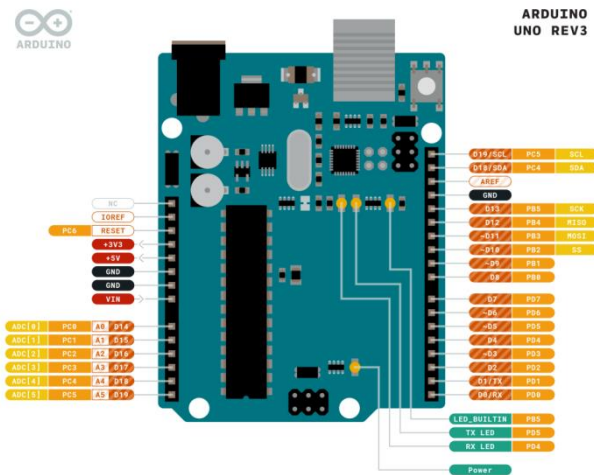 ARDUINO
ARDUINO
UNO REV3
NC
IOREF
PC6 RESET
+3V3
+5V
GND
GND
VIN
ADC[0] PC0 A0 D14
ADC[1] PC1 A1 D15
ADC[2] PC2 A2 D16
ADC[3] PC3 A3 D17
ADC[4] PC4 A4 D18
ADC[5] PC5 A5 D19
D19/SCL PC5 SCL
D18/SDA PC4 SDA
AREF
GND
~D13 PB5 SCK
D12 PB4 MISO
~D11 PB3 MOSI
~D10 PB2 SS
~D9 PB1
D8 PB0
D7 PD7
~D6 PD6
~D5 PD5
D4 PD4
~D3 PD3
D2 PD2
D1/TX PD1
D0/RX PD0
LED_BUILTIN PB5
TX LED PD5
RX LED PD4
Power